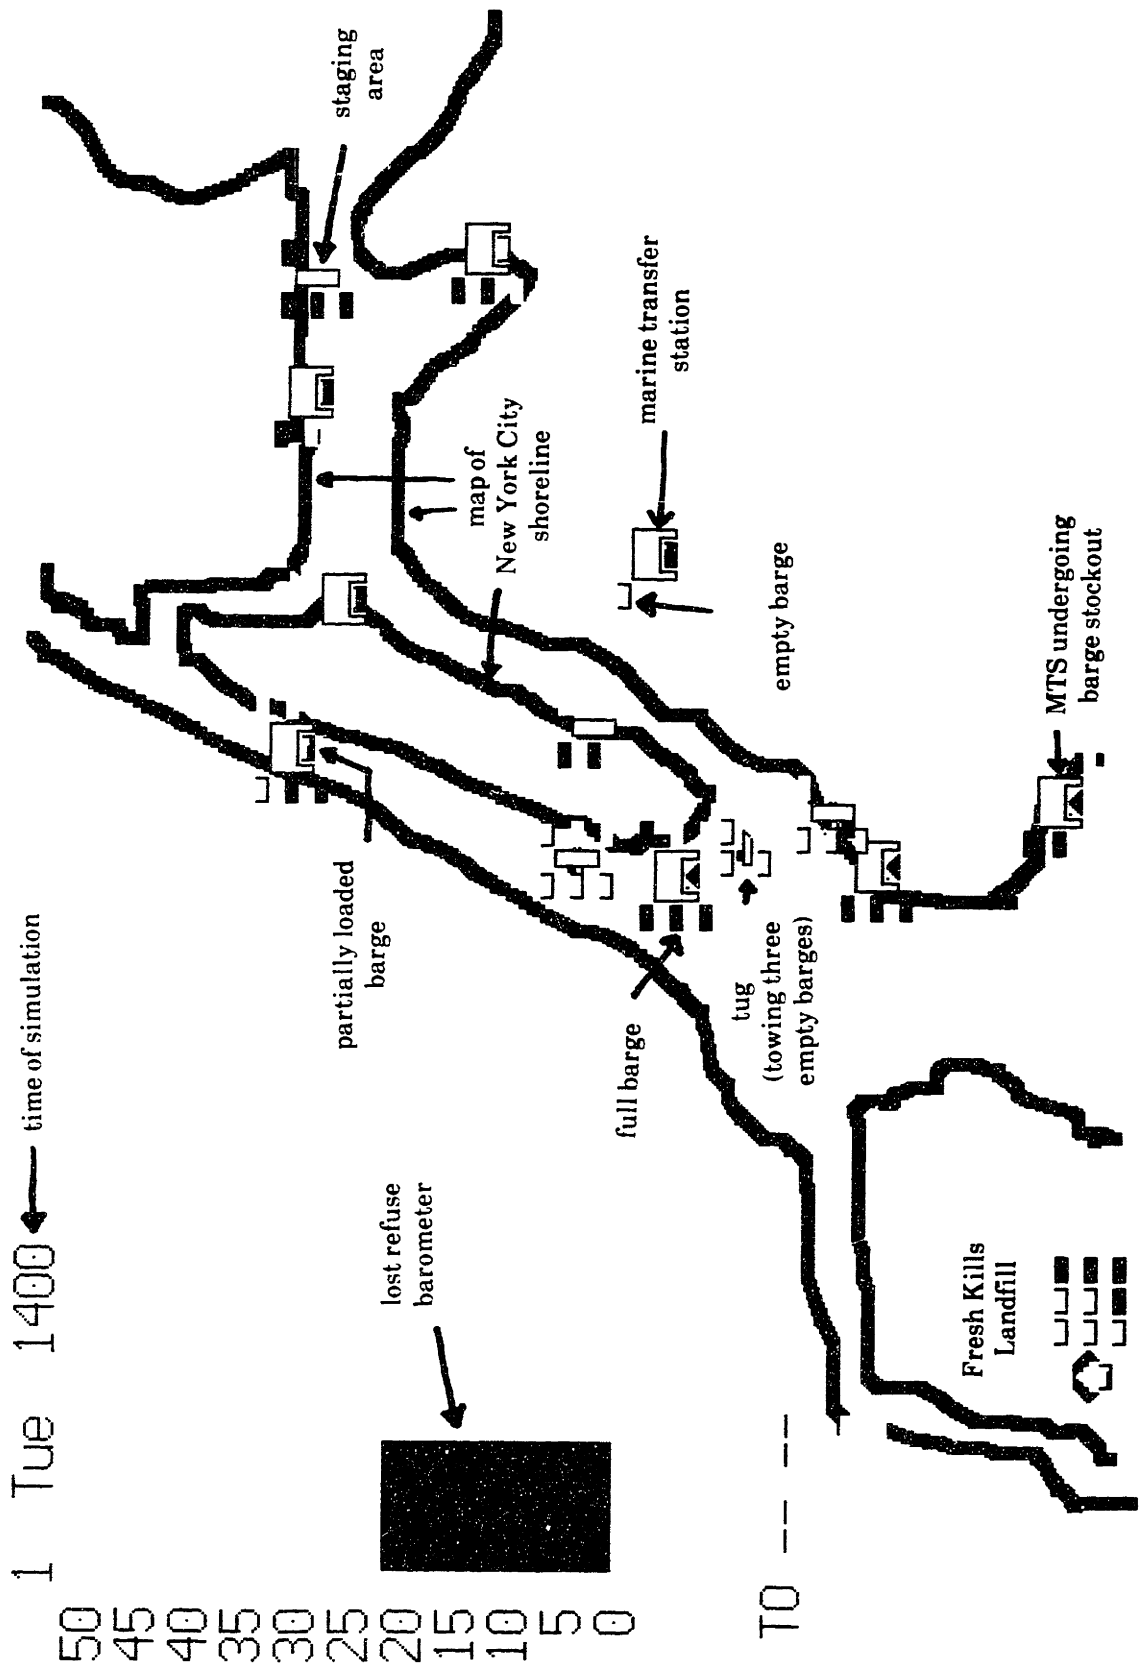 1 Tue 1400
time of simulation
50
45
40
35
30
25
20
15
10
5
0
TO -- --
lost refuse
barometer
partially loaded
barge
full barge
tug
(towing three
empty barges)
Fresh Kills
Landfill
staging
area
map of
New York City
shoreline
marine transfer
station
empty barge
MTS undergoing
barge stockout